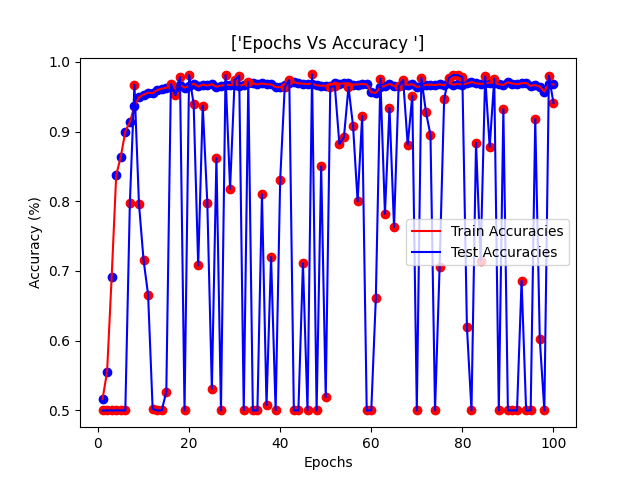 ['Epochs Vs Accuracy ']
1.0
0.9
0.8
0.7
0.6
0.5
Accuracy (%)
Train Accuracies
Test Accuracies
0 20 40 60 80 100
Epochs